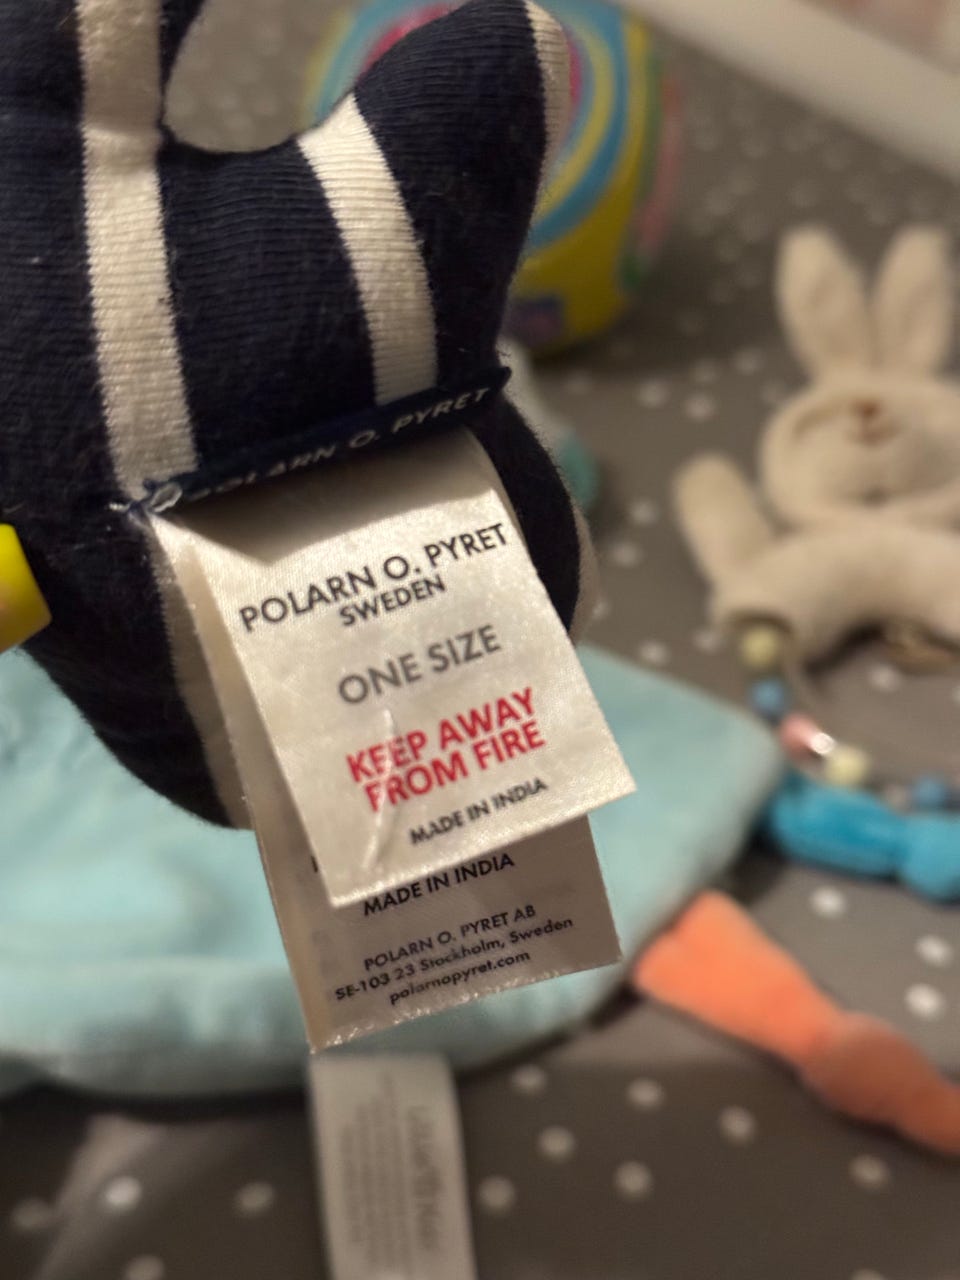 POLARN O. PYRET
POLARN O. PYRET
SWEDEN
ONE SIZE
KEEP AWAY
FROM FIRE
MADE IN INDIA
MADE IN INDIA
POLARN O. PYRET AB
SE-103 23 Stockholm, Sweden
polarnopyret.com